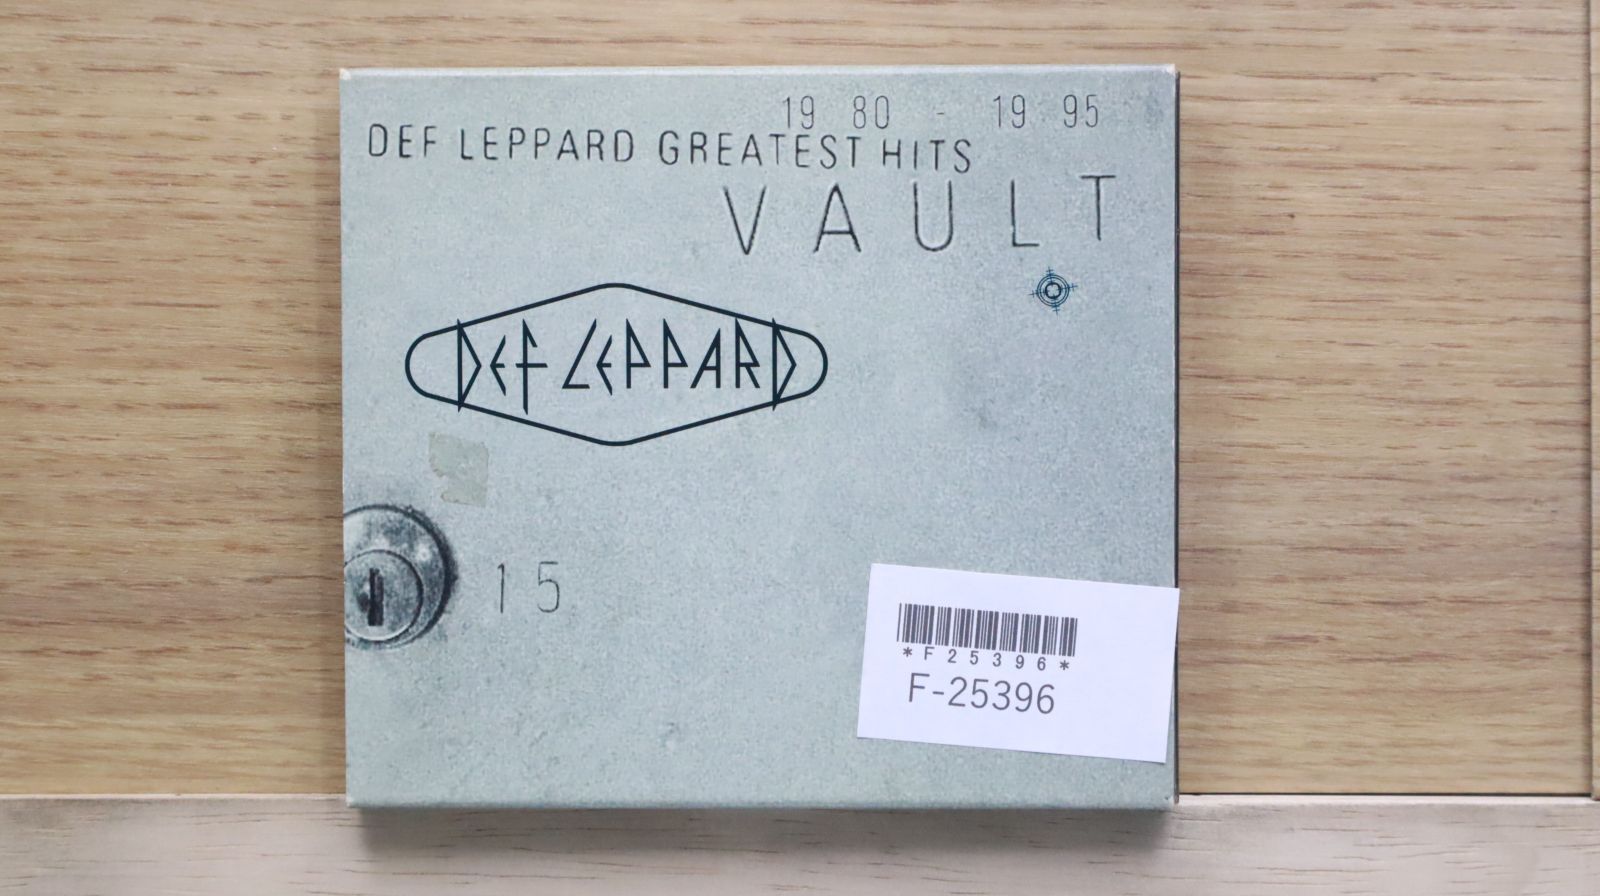 19 80 - 19 95
DEF LEPPARD GREATEST HITS
VAULT
DEF LEPPARD
15
*F25396*
F-25396